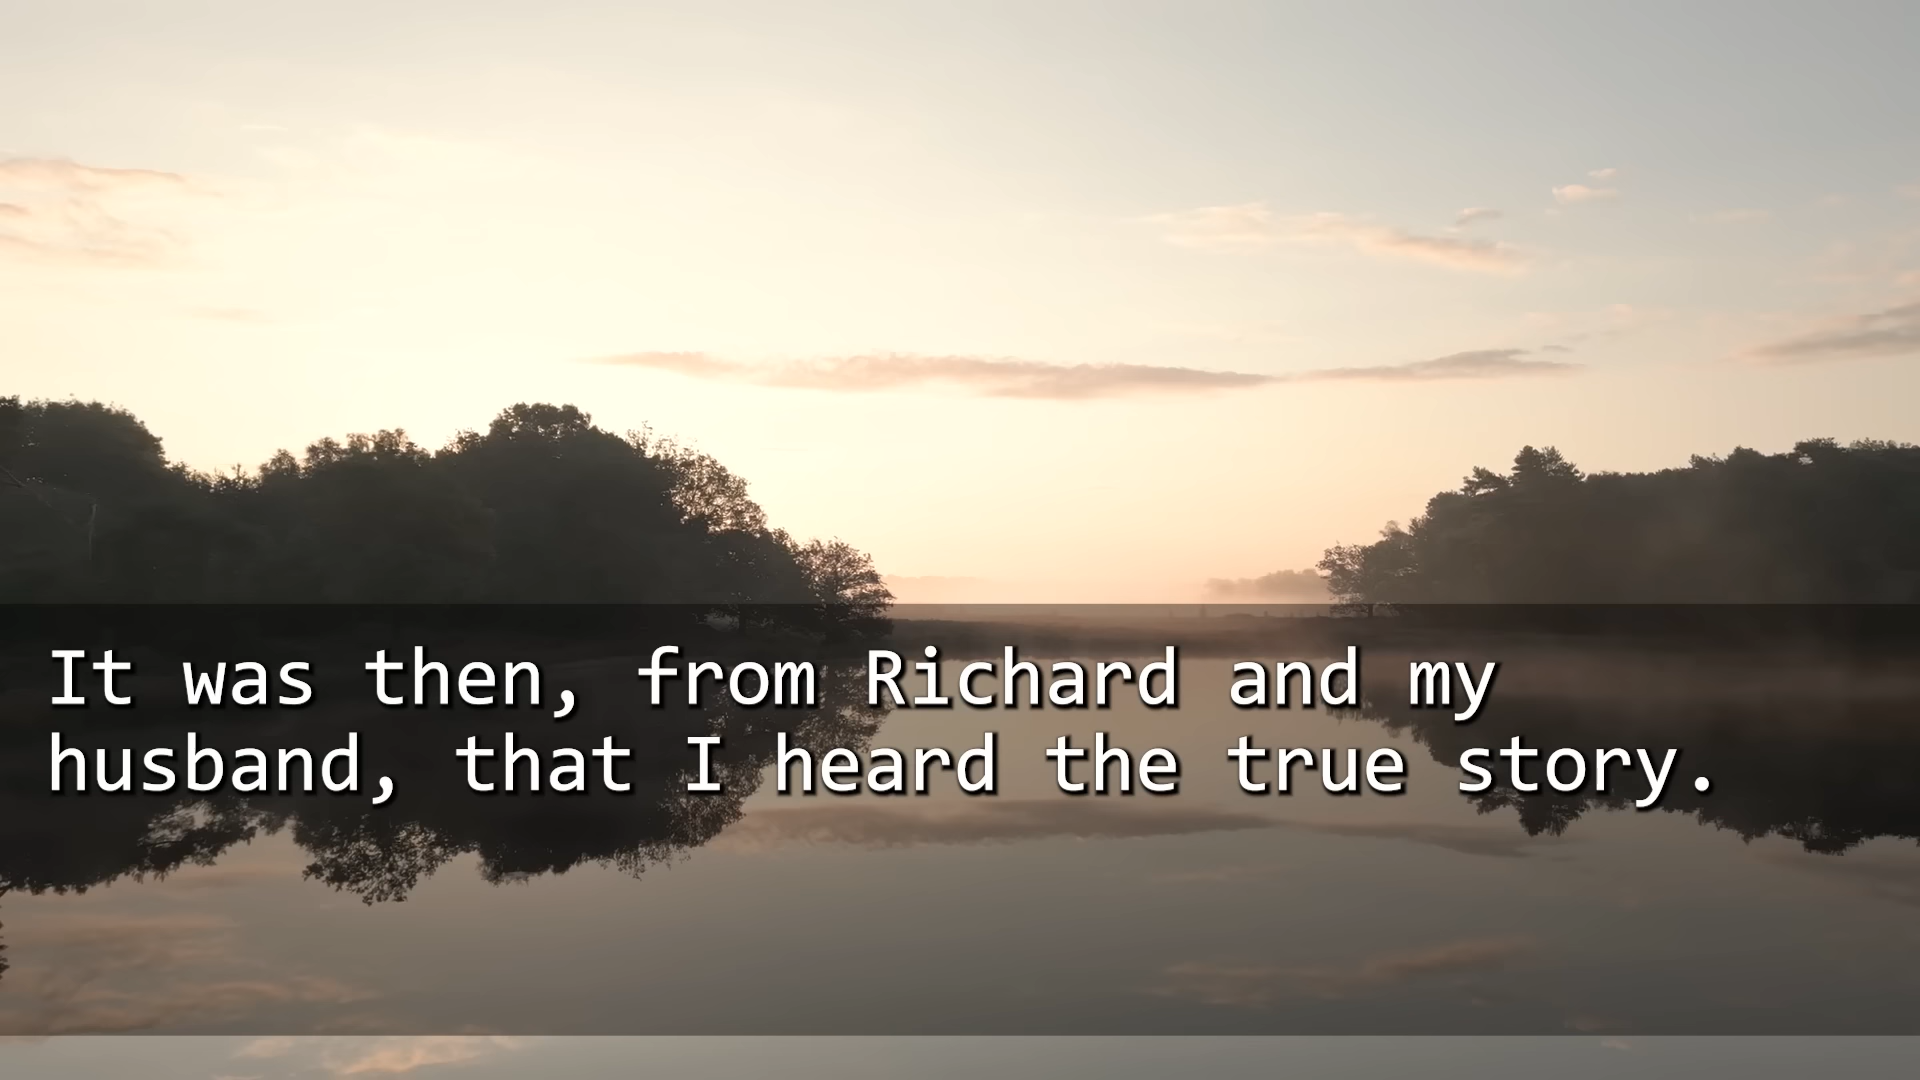 It was then, from Richard and my
husband, that I heard the true story.